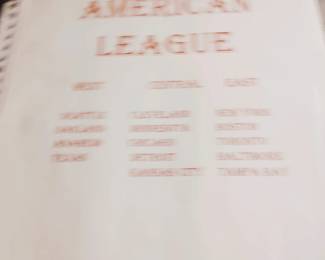 AMERICAN
LEAGUE
WEST CENTRAL EAST
SEATTLE CLEVELAND NEW YORK
OAKLAND MINNESOTA BOSTON
ANAHEIM CHICAGO TORONTO
TEXAS DETROIT BALTIMORE
KANSAS CITY TAMPA BAY